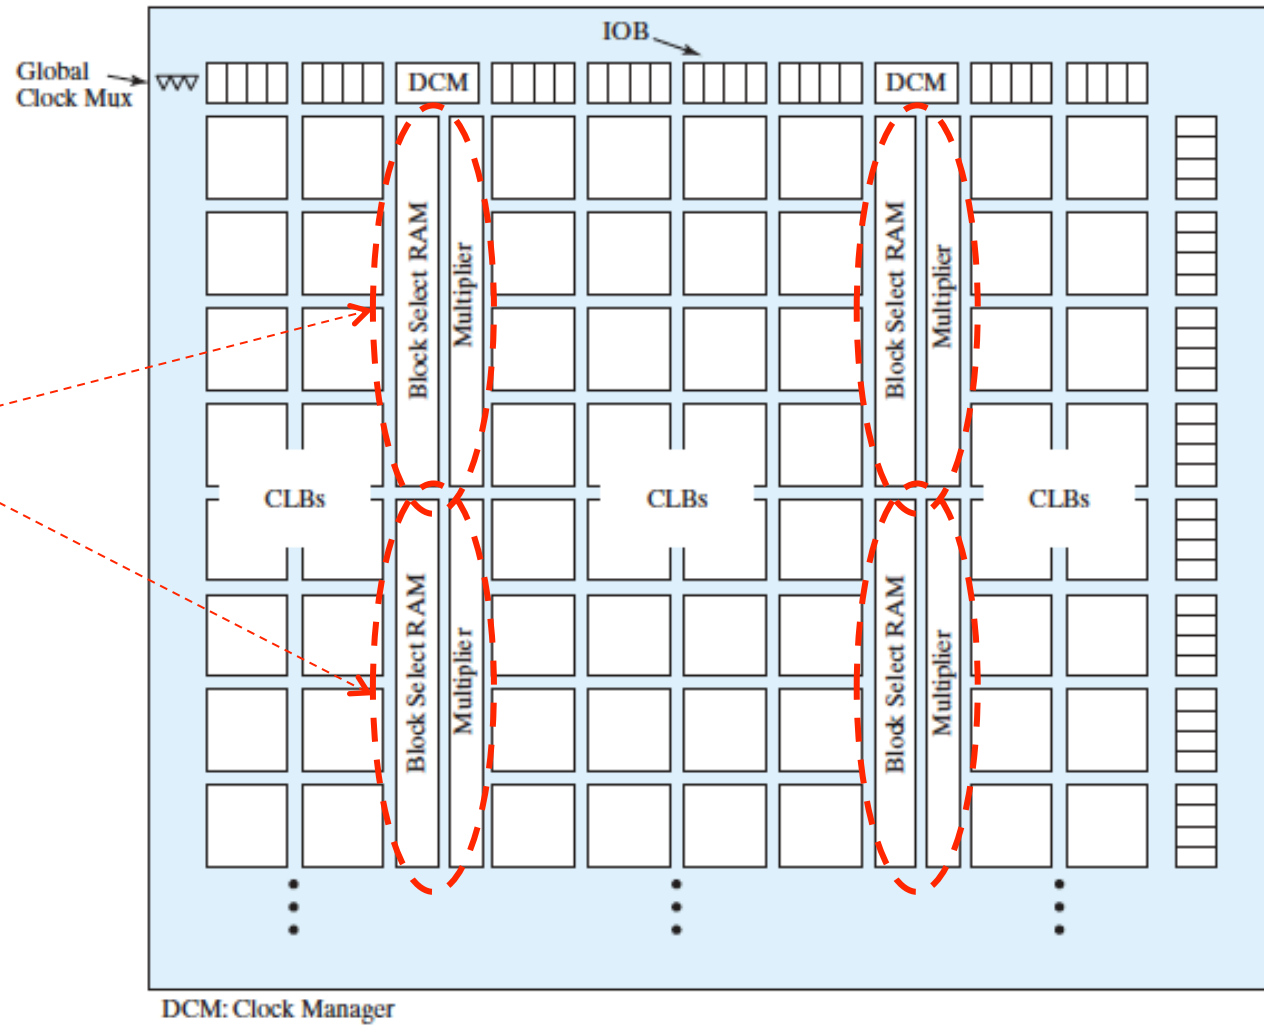 IOB
Global
Clock Mux
DCM
DCM
Block Select RAM
Multiplier
Block Select RAM
Multiplier
CLBs
CLBs
CLBs
Block Select RAM
Multiplier
Block Select RAM
Multiplier
DCM: Clock Manager